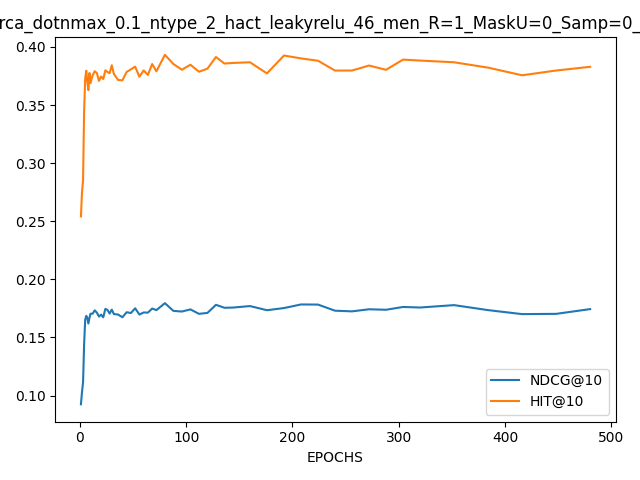 rca_dotnmax_0.1_ntype_2_hact_leakyrelu_46_men_R=1_MaskU=0_Samp=0_
0.40
0.35
0.30
0.25
0.20
0.15
0.10
NDCG@10
HIT@10
0 100 200 300 400 500
EPOCHS